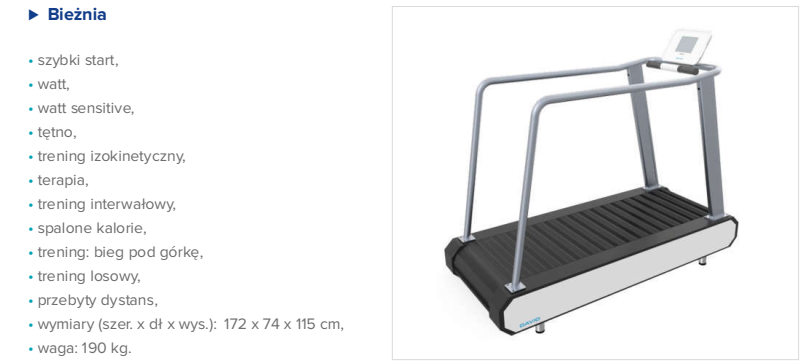 ► Bieżnia
• szybki start,
• watt,
• watt sensitive,
• tętno,
• trening izokinetyczny,
• terapia,
• trening interwałowy,
• spalone kalorie,
• trening: bieg pod górkę,
• trening losowy,
• przebyty dystans,
• wymiary (szer. x dł x wys.): 172 x 74 x 115 cm,
• waga: 190 kg.
DAVID